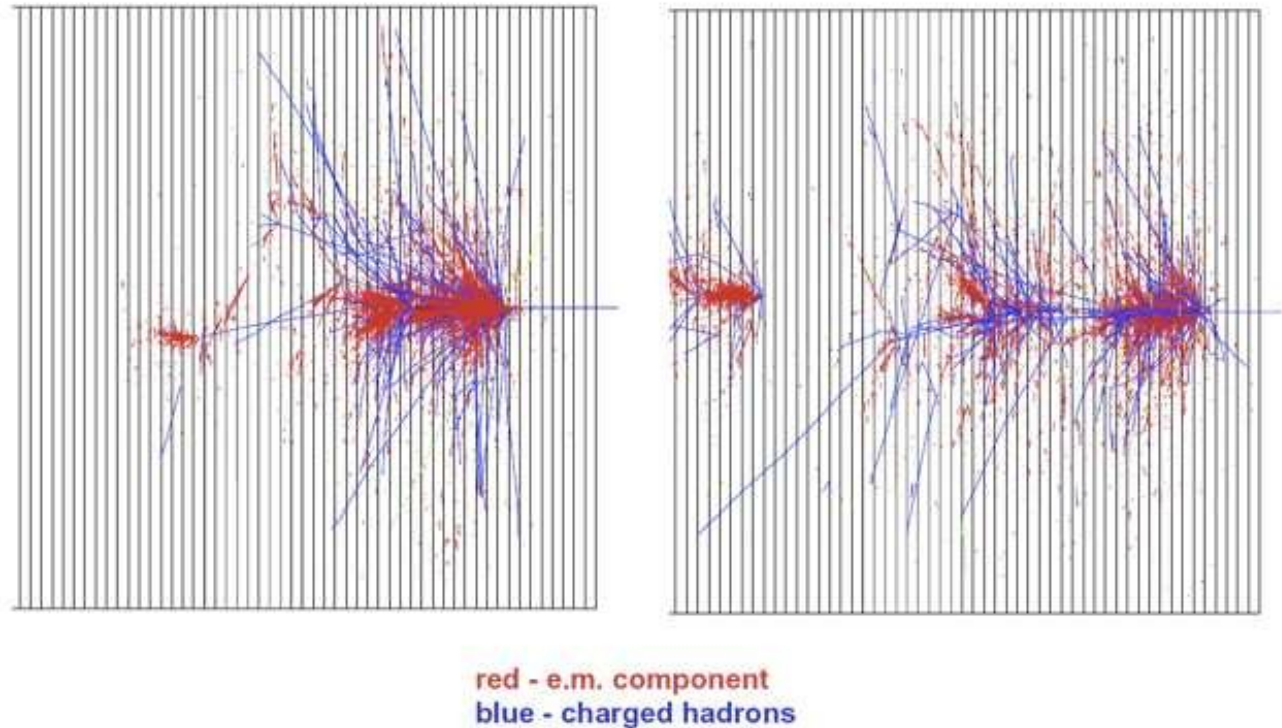 red - e.m. component
blue - charged hadrons